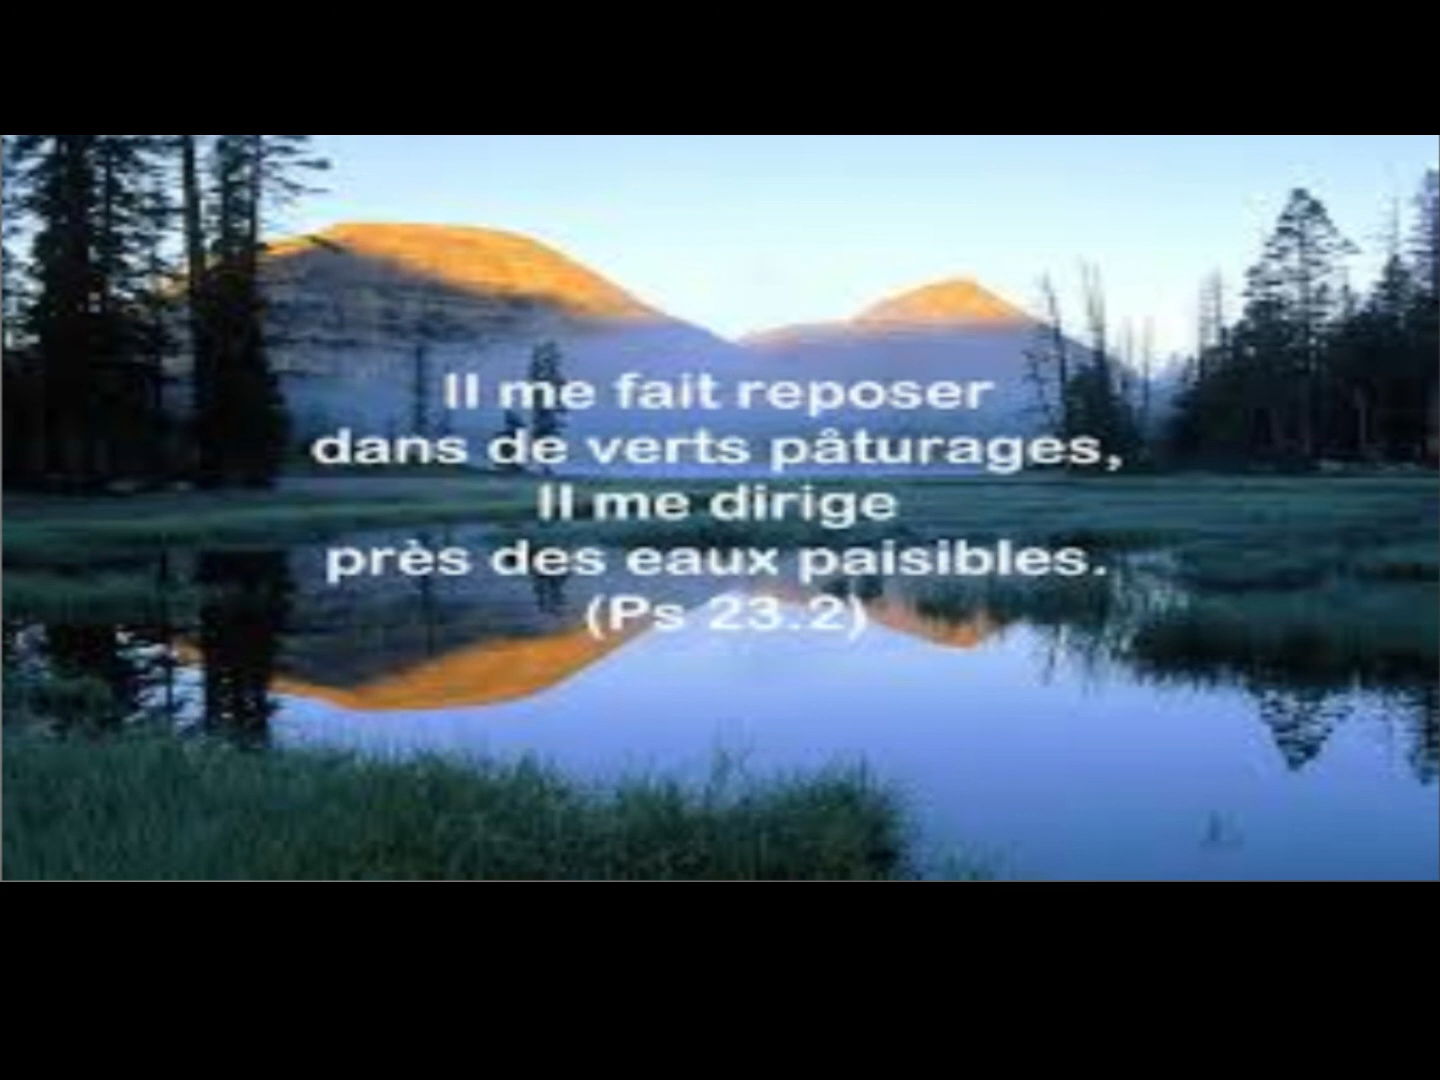 Il me fait reposer
dans de verts pâturages,
Il me dirige
près des eaux paisibles.
(Ps 23.2)